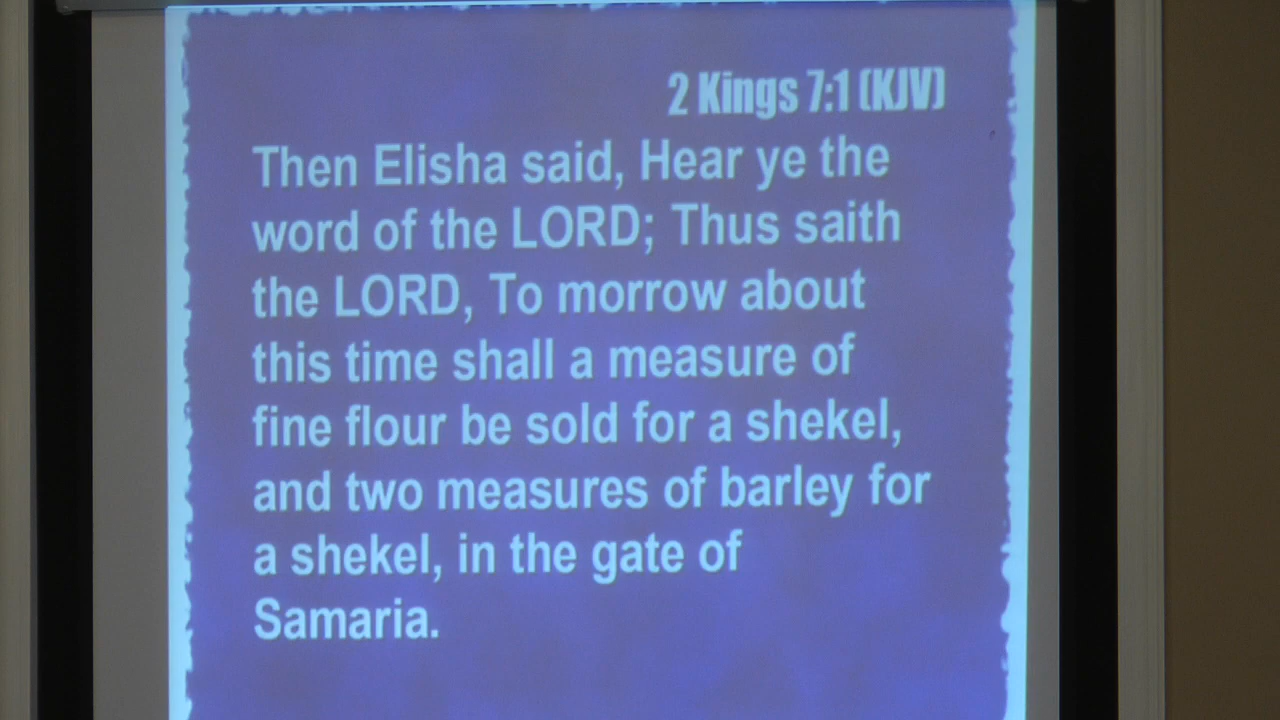 2 Kings 7:1 (KJV)
Then Elisha said, Hear ye the
word of the LORD; Thus saith
the LORD, To morrow about
this time shall a measure of
fine flour be sold for a shekel,
and two measures of barley for
a shekel, in the gate of
Samaria.